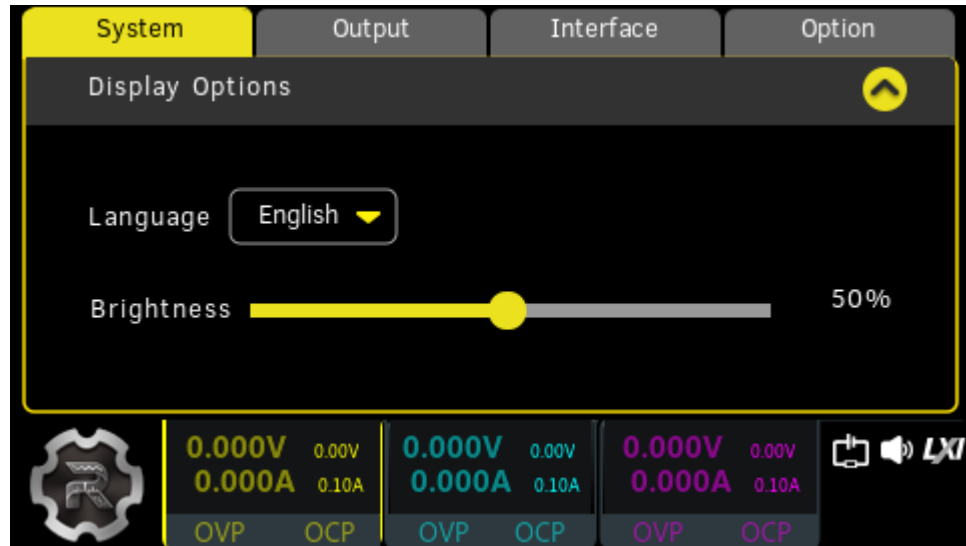 System Output Interface Option
Display Options
Language English
Brightness 50%
0.000V 0.00V 0.000V 0.00V 0.000V 0.00V
0.000A 0.10A 0.000A 0.10A 0.000A 0.10A
OVP OCP OVP OCP OVP OCP
R
LXI